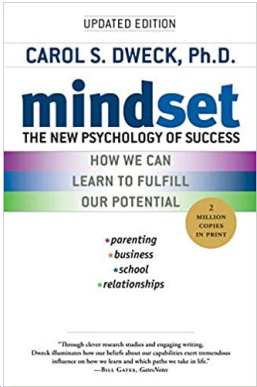 UPDATED EDITION
CAROL S. DWECK, Ph.D.
mindset
THE NEW PSYCHOLOGY OF SUCCESS
HOW WE CAN
LEARN TO FULFILL
OUR POTENTIAL
*parenting
*business
*school
*relationships
2
MILLION
COPIES
IN PRINT
"Through clever research studies and engaging writing,
Dweck illuminates how our beliefs about our capabilities exert tremendous
influence on how we learn and which paths we take in life."
—BILL GATES, GatesNotes